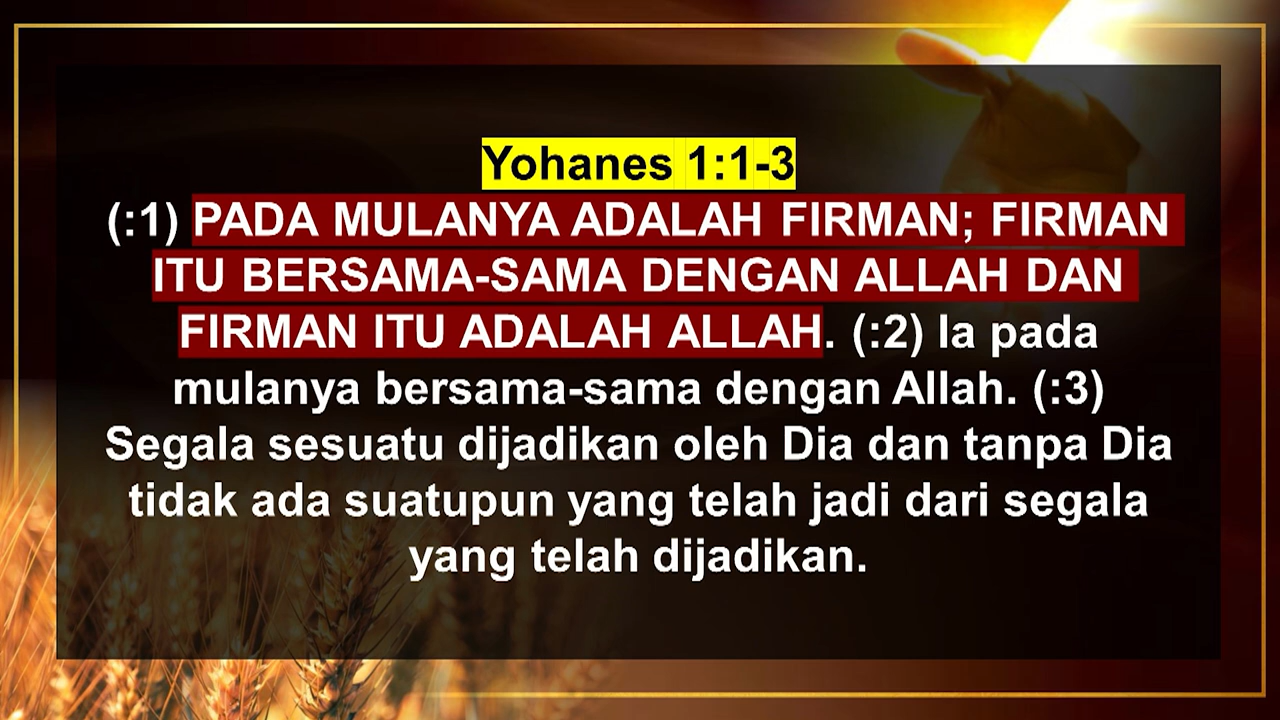 Yohanes 1:1-3
(:1) PADA MULANYA ADALAH FIRMAN; FIRMAN
ITU BERSAMA-SAMA DENGAN ALLAH DAN
FIRMAN ITU ADALAH ALLAH. (:2) Ia pada
mulanya bersama-sama dengan Allah. (:3)
Segala sesuatu dijadikan oleh Dia dan tanpa Dia
tidak ada suatupun yang telah jadi dari segala
yang telah dijadikan.